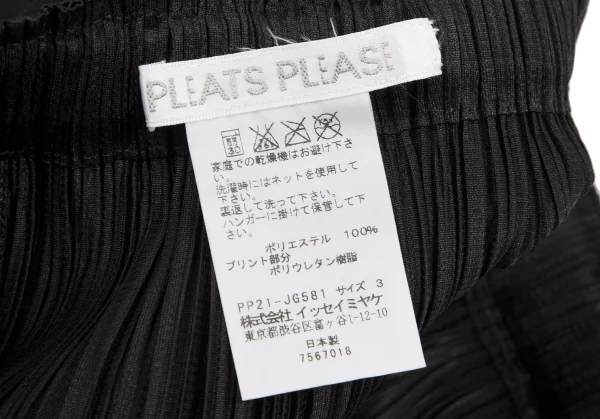 PLEATS PLEASE
家庭での乾燥機はお避け下さ
い。
洗濯時にはネットを使用して
下さい。
裏返して洗って下さい。
ハンガーに掛けて保管して下
さい。
ポリエステル 100%
プリント部分
ポリウレタン樹脂
PP21-JG581 サイズ 3
株式会社 イッセイミヤケ
東京都渋谷区富ヶ谷1-12-10
日本製
7567018